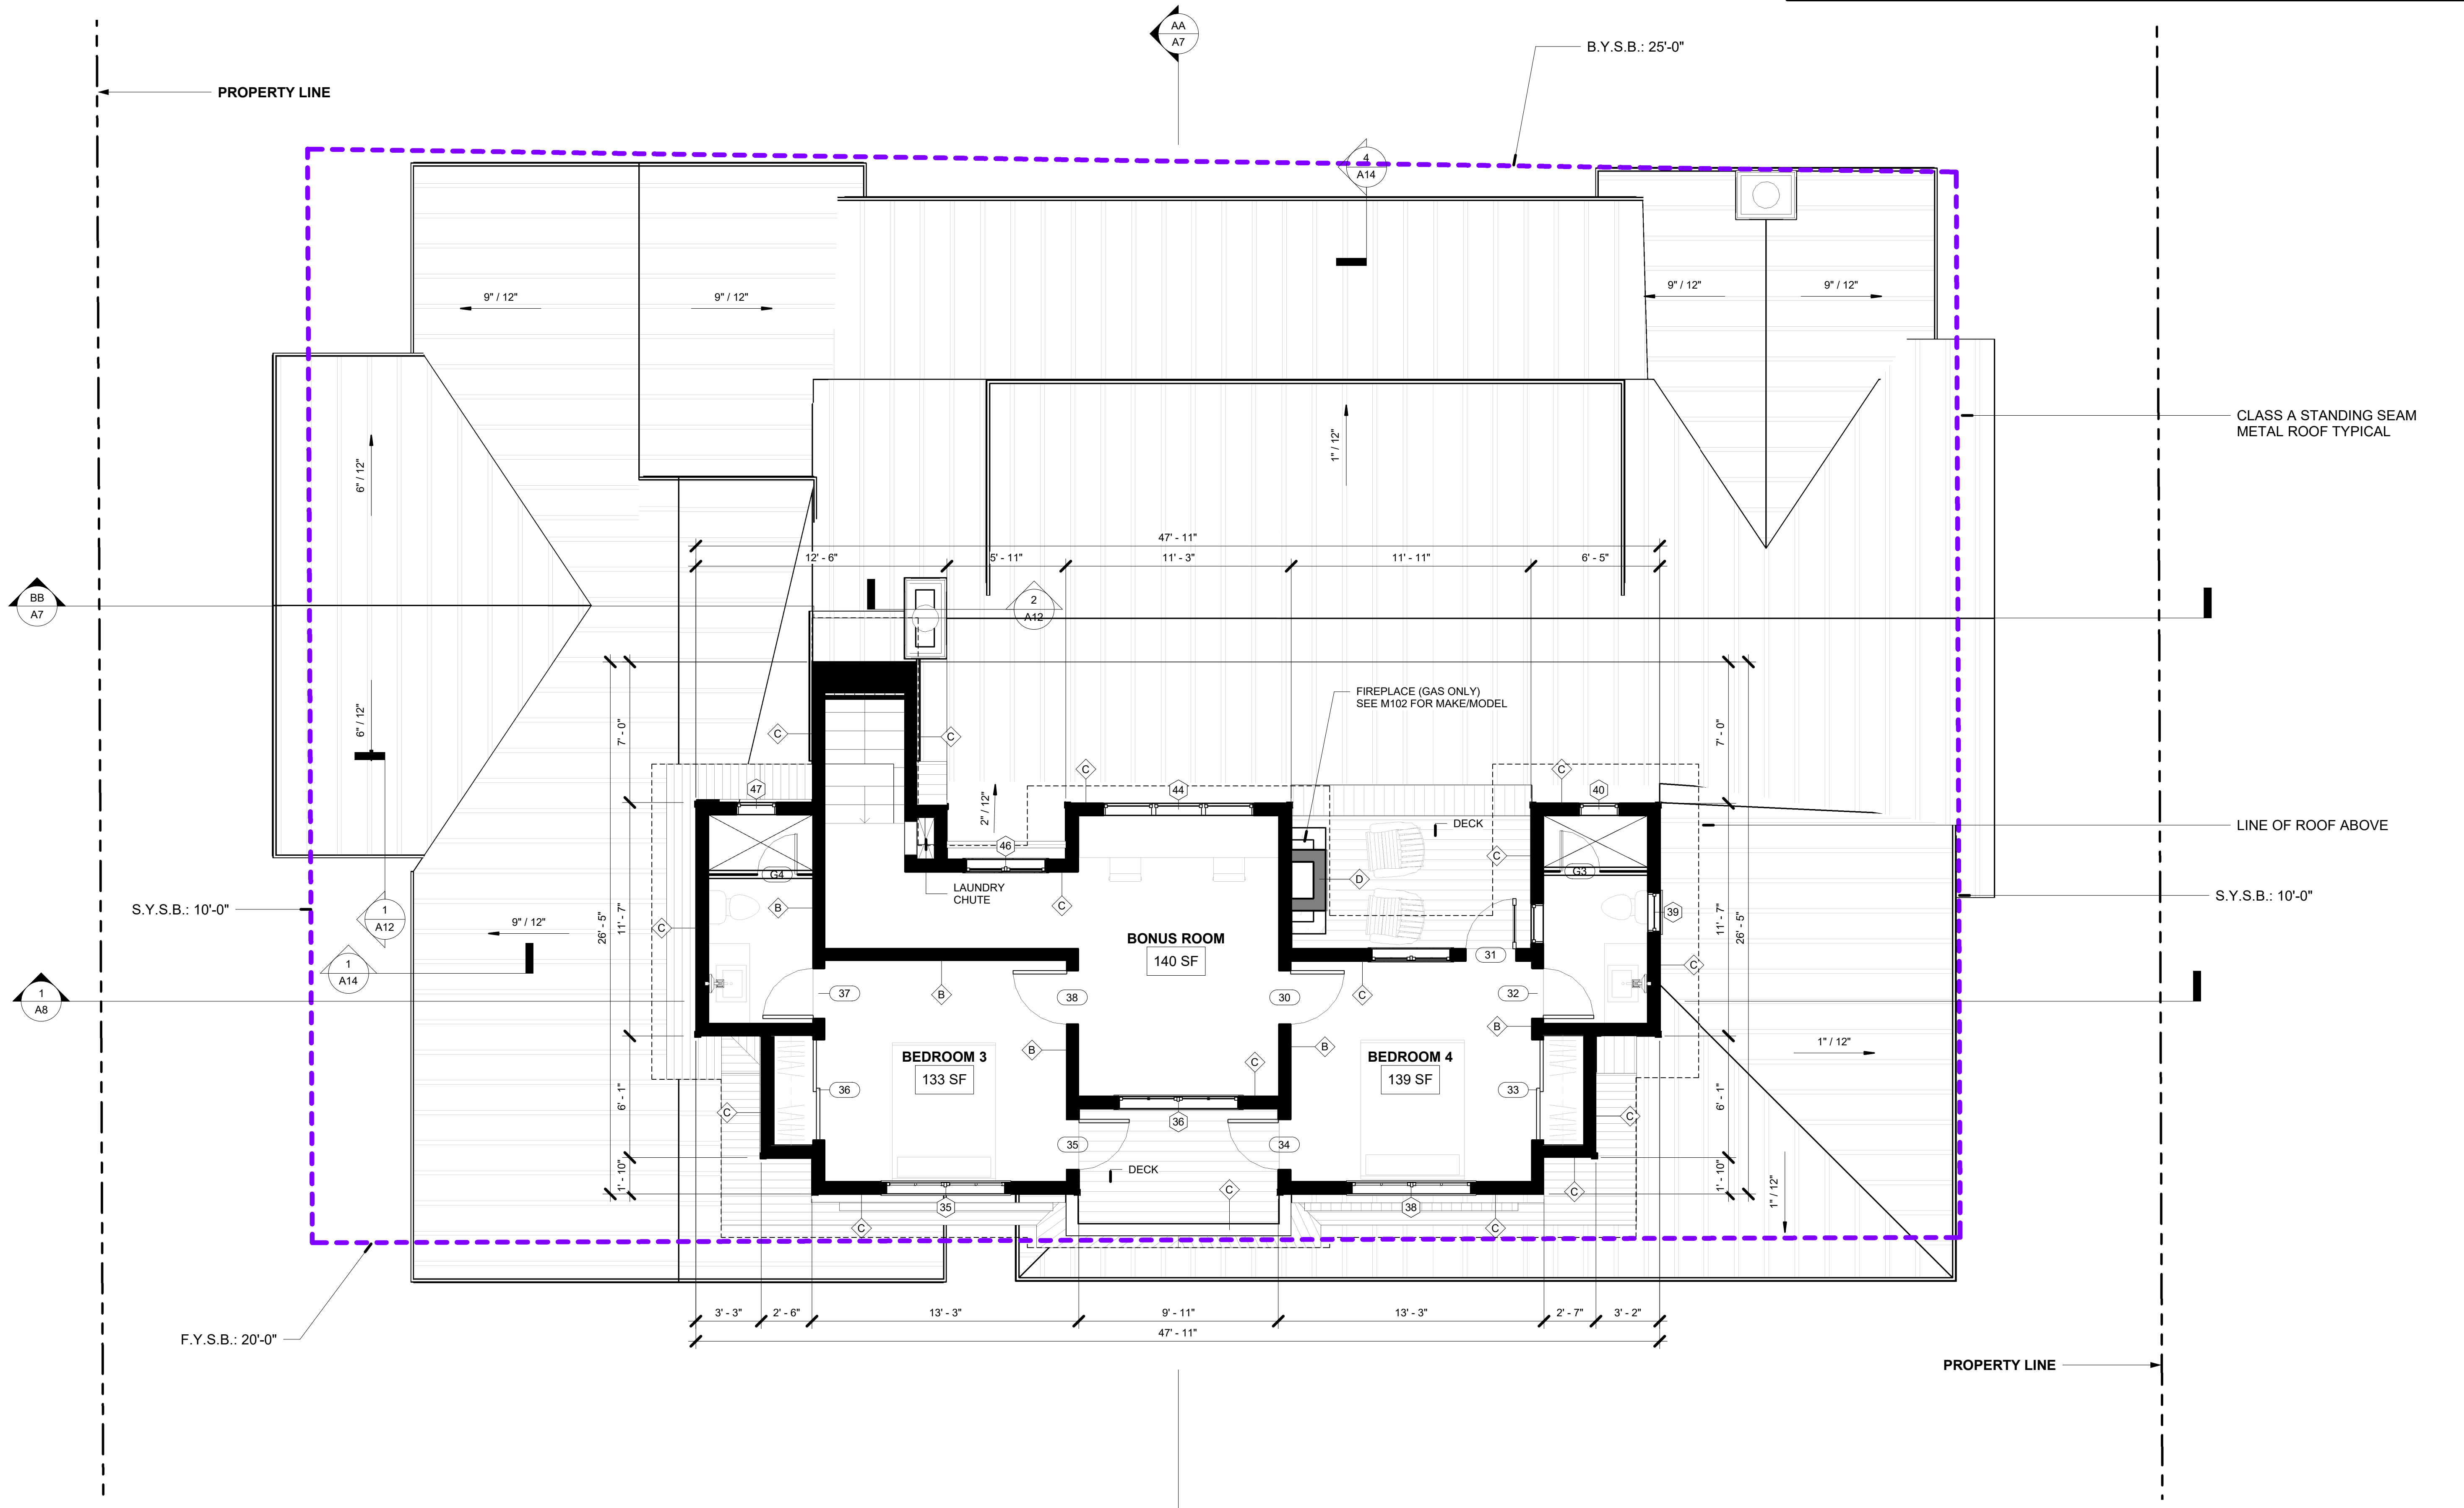 AA
A7
B.Y.S.B.: 25'-0"
PROPERTY LINE
4
A14
9" / 12"
9" / 12"
9" / 12"
9" / 12"
CLASS A STANDING SEAM
METAL ROOF TYPICAL
6" / 12"
1" / 12"
47' - 11"
12' - 6"
5' - 11"
11' - 3"
11' - 11"
6' - 5"
BB
A7
2
A12
FIREPLACE (GAS ONLY)
SEE M102 FOR MAKE/MODEL
6" / 12"
7' - 0"
C
C
7' - 0"
C
C
47
44
40
2" / 12"
DECK
LINE OF ROOF ABOVE
46
C
G4
G3
D
LAUNDRY
CHUTE
S.Y.S.B.: 10'-0"
S.Y.S.B.: 10'-0"
1
A12
B
C
39
9" / 12"
C
26' - 5"
11' - 7"
11' - 7"
26' - 5"
BONUS ROOM
140 SF
31
1
A14
C
1
A8
37
B
38
30
C
32
B
B
B
1" / 12"
BEDROOM 3
133 SF
BEDROOM 4
139 SF
C
36
33
6' - 1"
6' - 1"
C
C
36
35
34
DECK
1' - 10"
1' - 10"
1" / 12"
C
C
35
38
C
C
F.Y.S.B.: 20'-0"
3' - 3"
2' - 6"
13' - 3"
9' - 11"
13' - 3"
2' - 7"
3' - 2"
47' - 11"
PROPERTY LINE